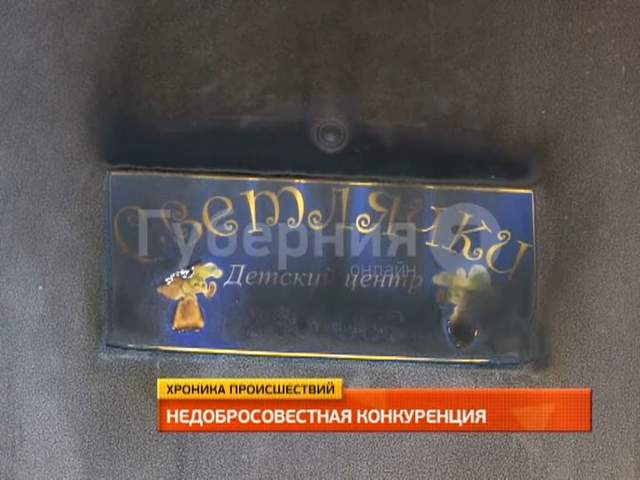 Светлячки
Губерния
онлайн
Детский центр
ХРОНИКА ПРОИСШЕСТВИЙ
НЕДОБРОСОВЕСТНАЯ КОНКУРЕНЦИЯ